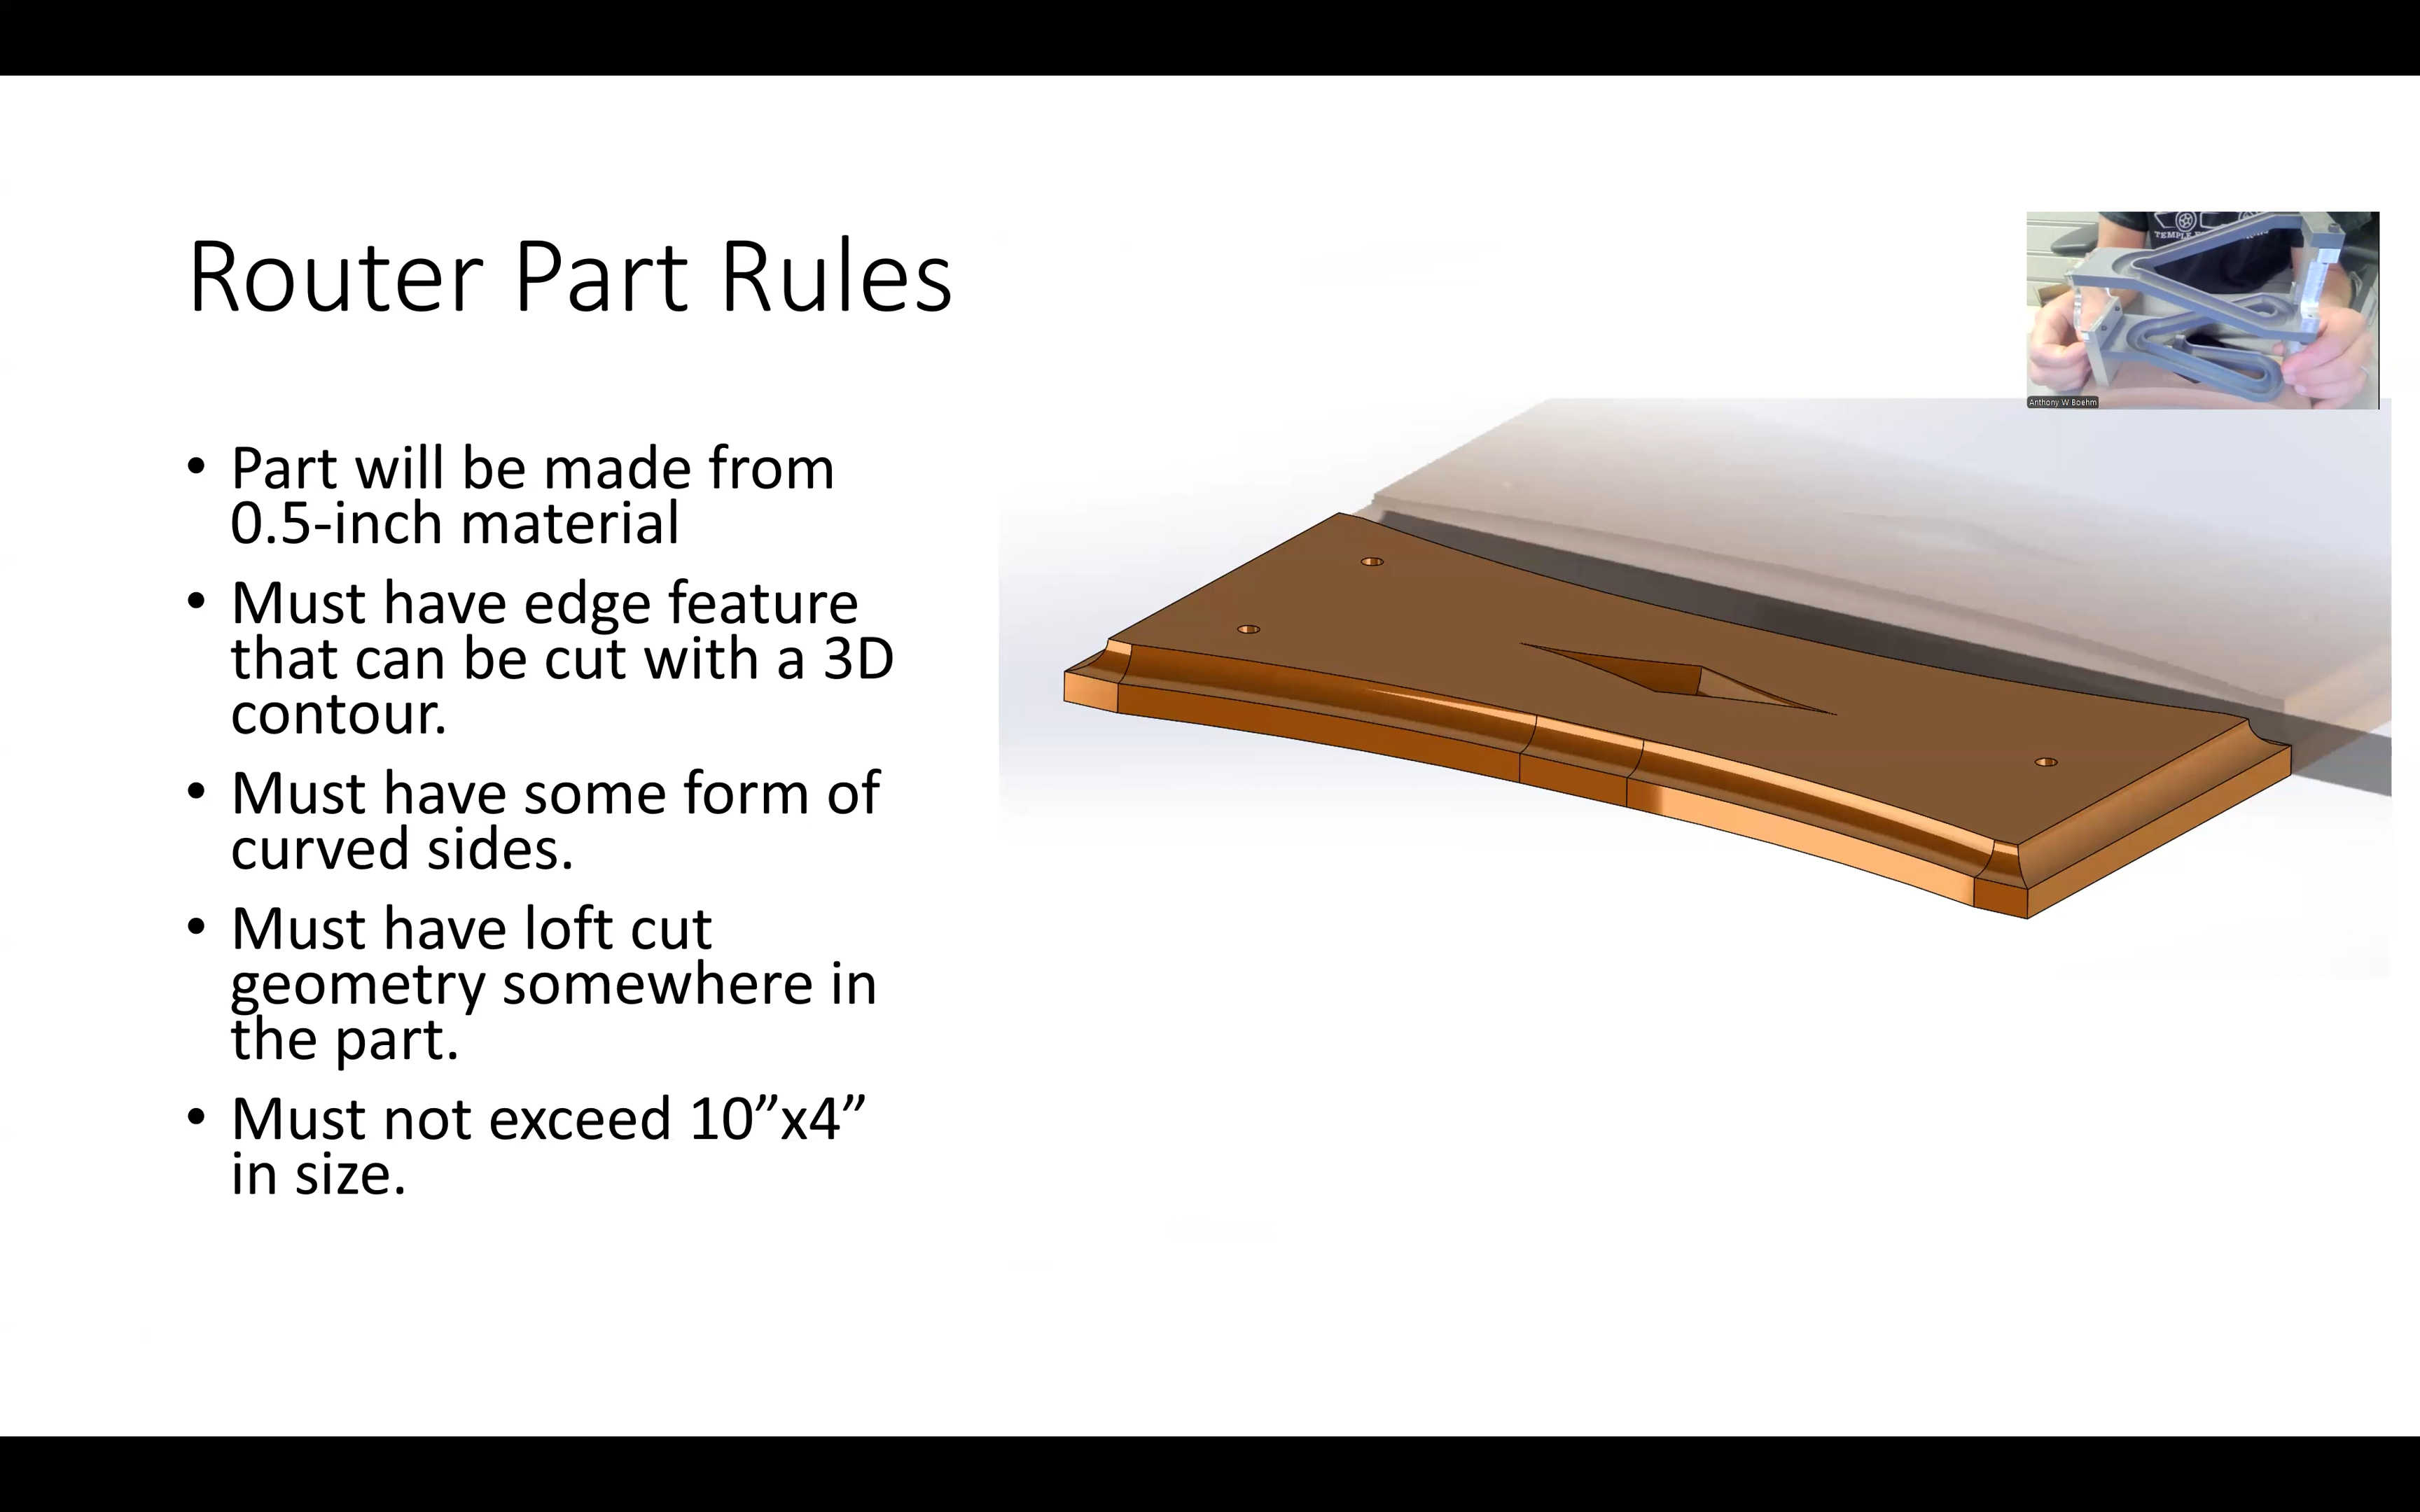 Router Part Rules
• Part will be made from
0.5-inch material
• Must have edge feature
that can be cut with a 3D
contour.
• Must have some form of
curved sides.
• Must have loft cut
geometry somewhere in
the part.
• Must not exceed 10”x4”
in size.
TEMPLE
Anthony W Boehm